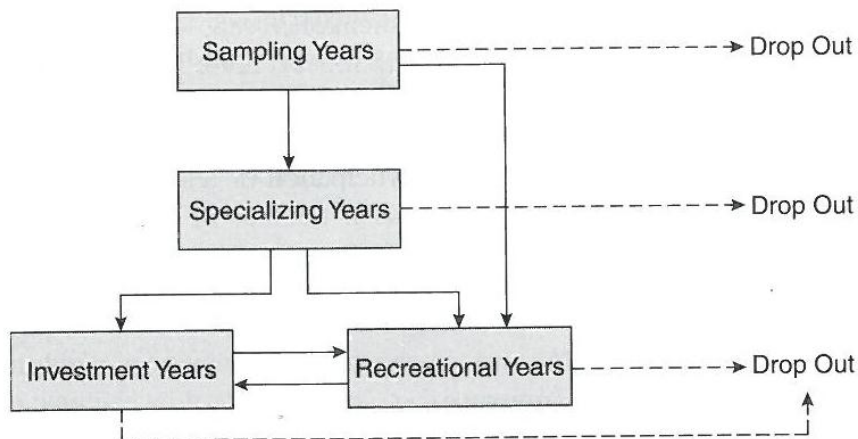 Sampling Years
Drop Out
Specializing Years
Drop Out
Investment Years
Recreational Years
Drop Out